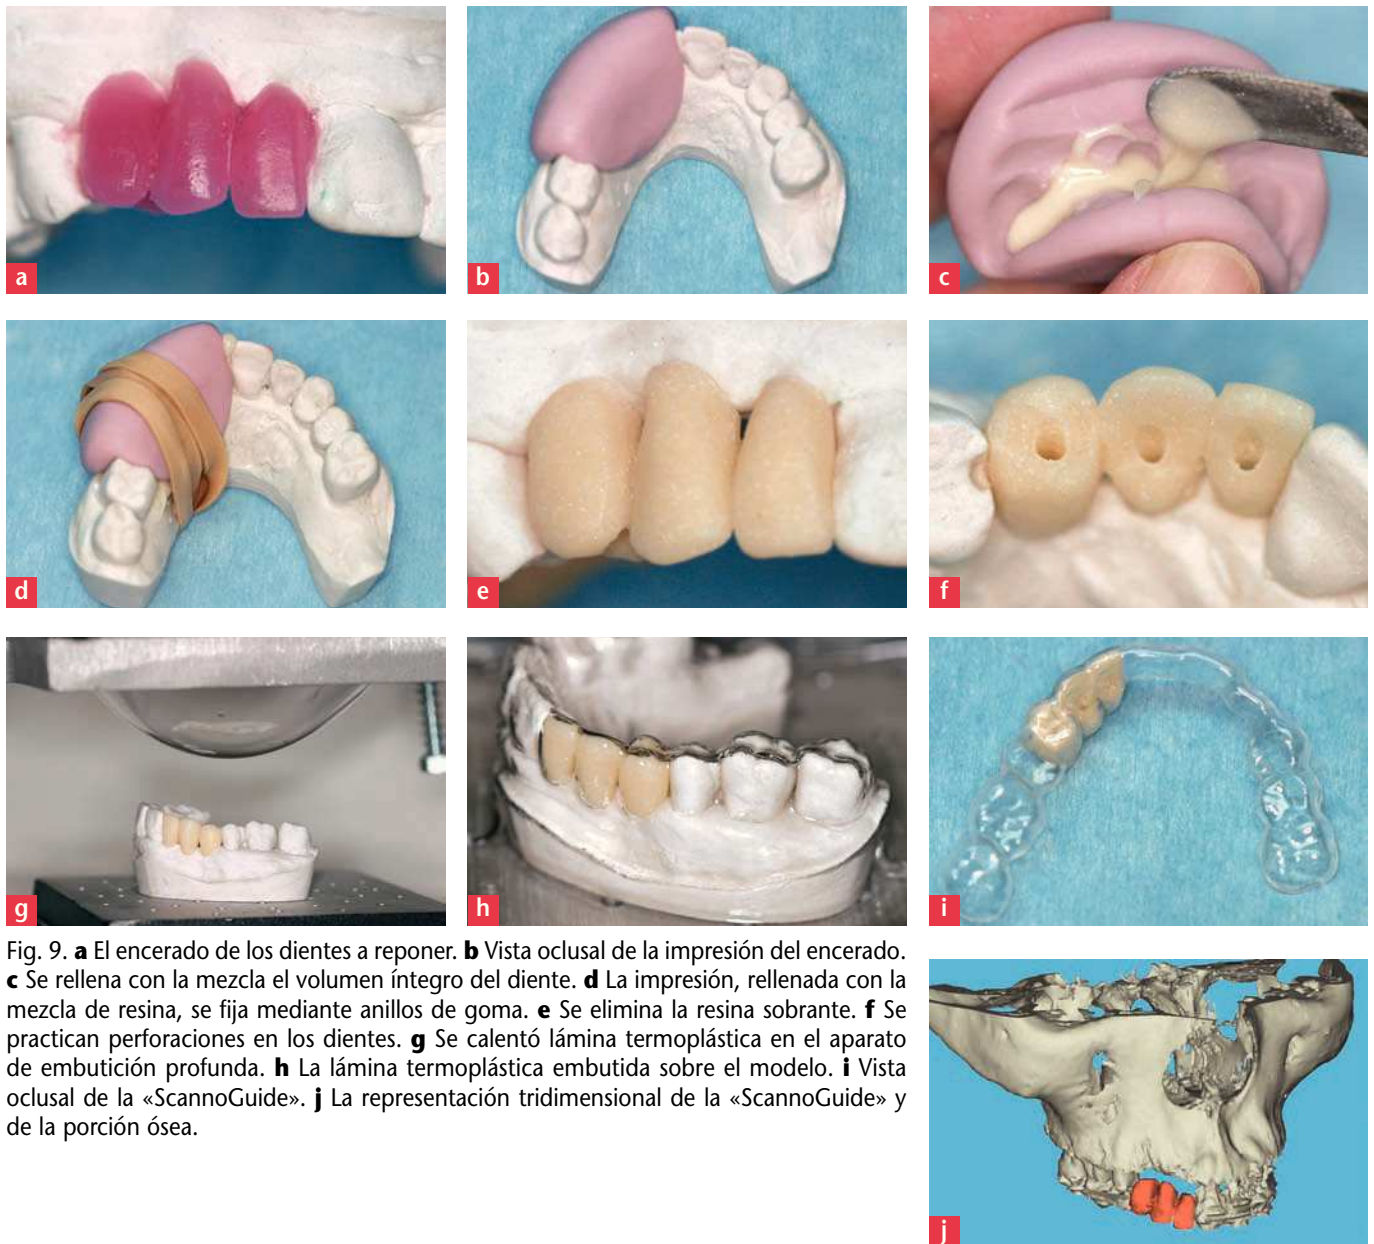 a
b
c
d
e
f
g
h
i
Fig. 9. a El encerado de los dientes a reponer. b Vista oclusal de la impresión del encerado.
c Se rellena con la mezcla el volumen íntegro del diente. d La impresión, rellenada con la
mezcla de resina, se fija mediante anillos de goma. e Se elimina la resina sobrante. f Se
practican perforaciones en los dientes. g Se calentó lámina termoplástica en el aparato
de embutición profunda. h La lámina termoplástica embutida sobre el modelo. i Vista
oclusal de la «ScannoGuide». j La representación tridimensional de la «ScannoGuide» y
de la porción ósea.
j